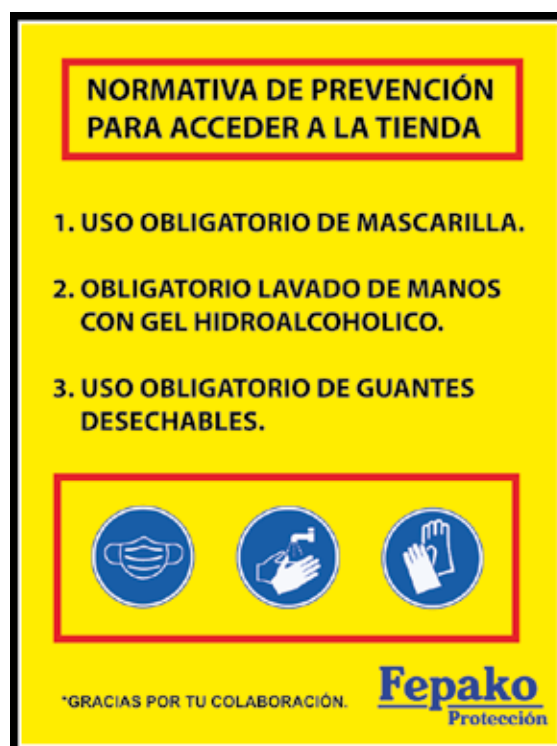 NORMATIVA DE PREVENCIÓN
PARA ACCEDER A LA TIENDA
1. USO OBLIGATORIO DE MASCARILLA.
2. OBLIGATORIO LAVADO DE MANOS
CON GEL HIDROALCOHOLICO.
3. USO OBLIGATORIO DE GUANTES
DESECHABLES.
*GRACIAS POR TU COLABORACIÓN.
Fepako
Protección